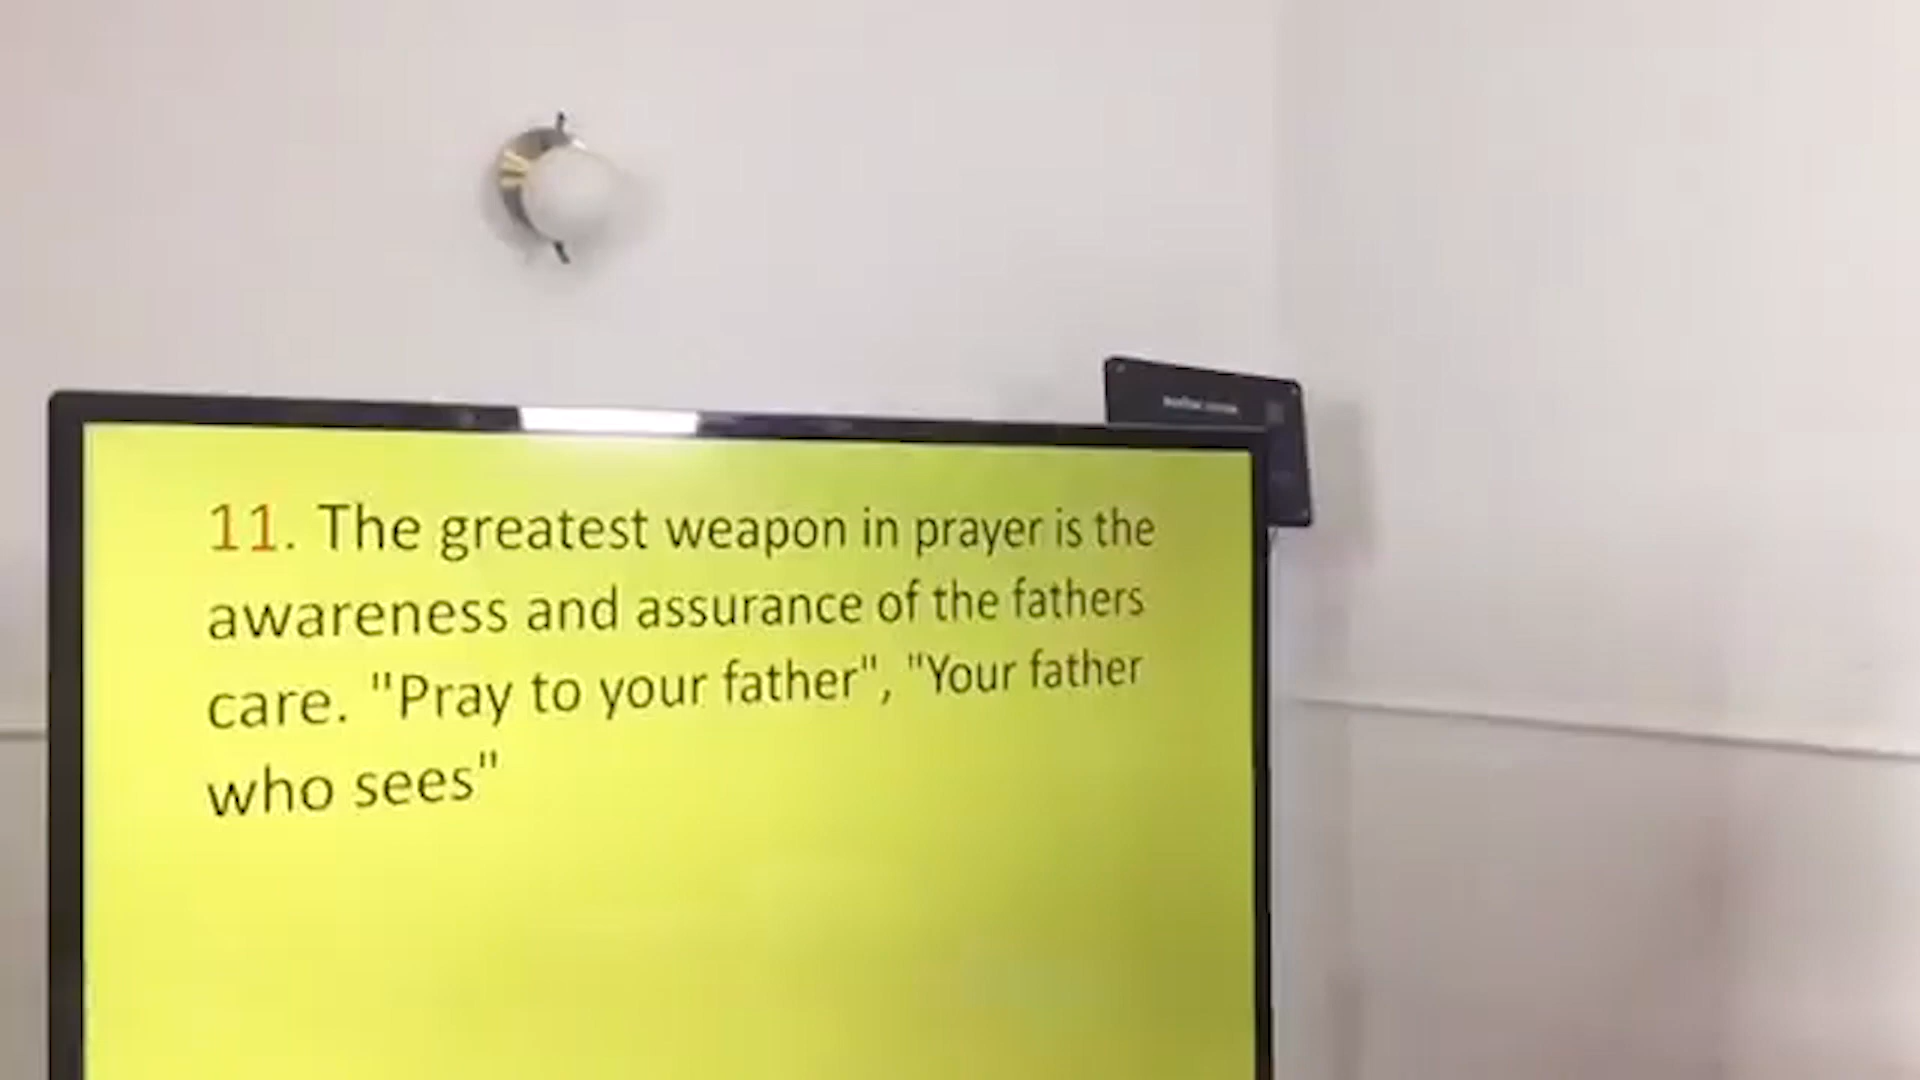 11. The greatest weapon in prayer is the
awareness and assurance of the fathers
care. "Pray to your father", "Your father
who sees"